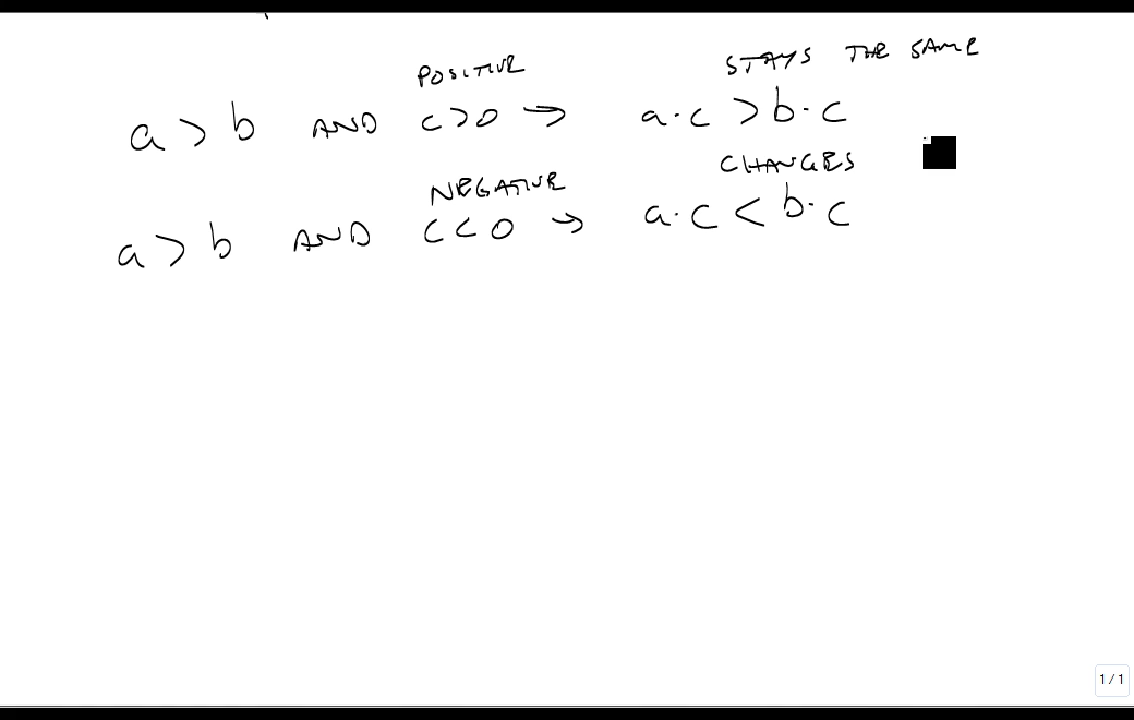 POSITIVE STAYS THE SAME
a > b AND c > 0 → a · c > b · c
NEGATIVE CHANGES
a > b AND c < 0 → a · c < b · c
1 / 1